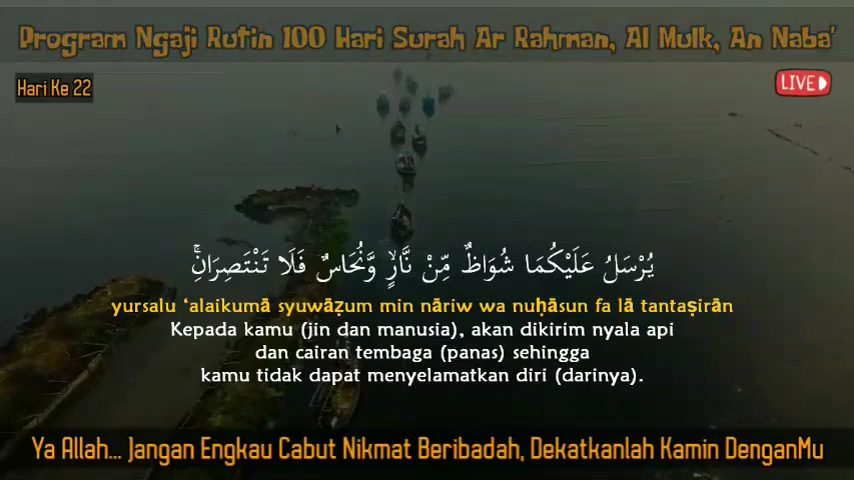 Program Ngaji Rutin 100 Hari Surah Ar Rahman, Al Mulk, An Naba'
Hari Ke 22
LIVE
يُرْسَلُ عَلَيْكُمَا شُوَاظٌ مِّنْ نَّارٍۙ وَّنُحَاسٌ فَلَا تَنْتَصِرَانِۚ
yursalu ‘alaikumā syuwāẓum min nāriw wa nuḥāsun fa lā tantaṣirān
Kepada kamu (jin dan manusia), akan dikirim nyala api
dan cairan tembaga (panas) sehingga
kamu tidak dapat menyelamatkan diri (darinya).
Ya Allah... Jangan Engkau Cabut Nikmat Beribadah, Dekatkanlah Kamin DenganMu